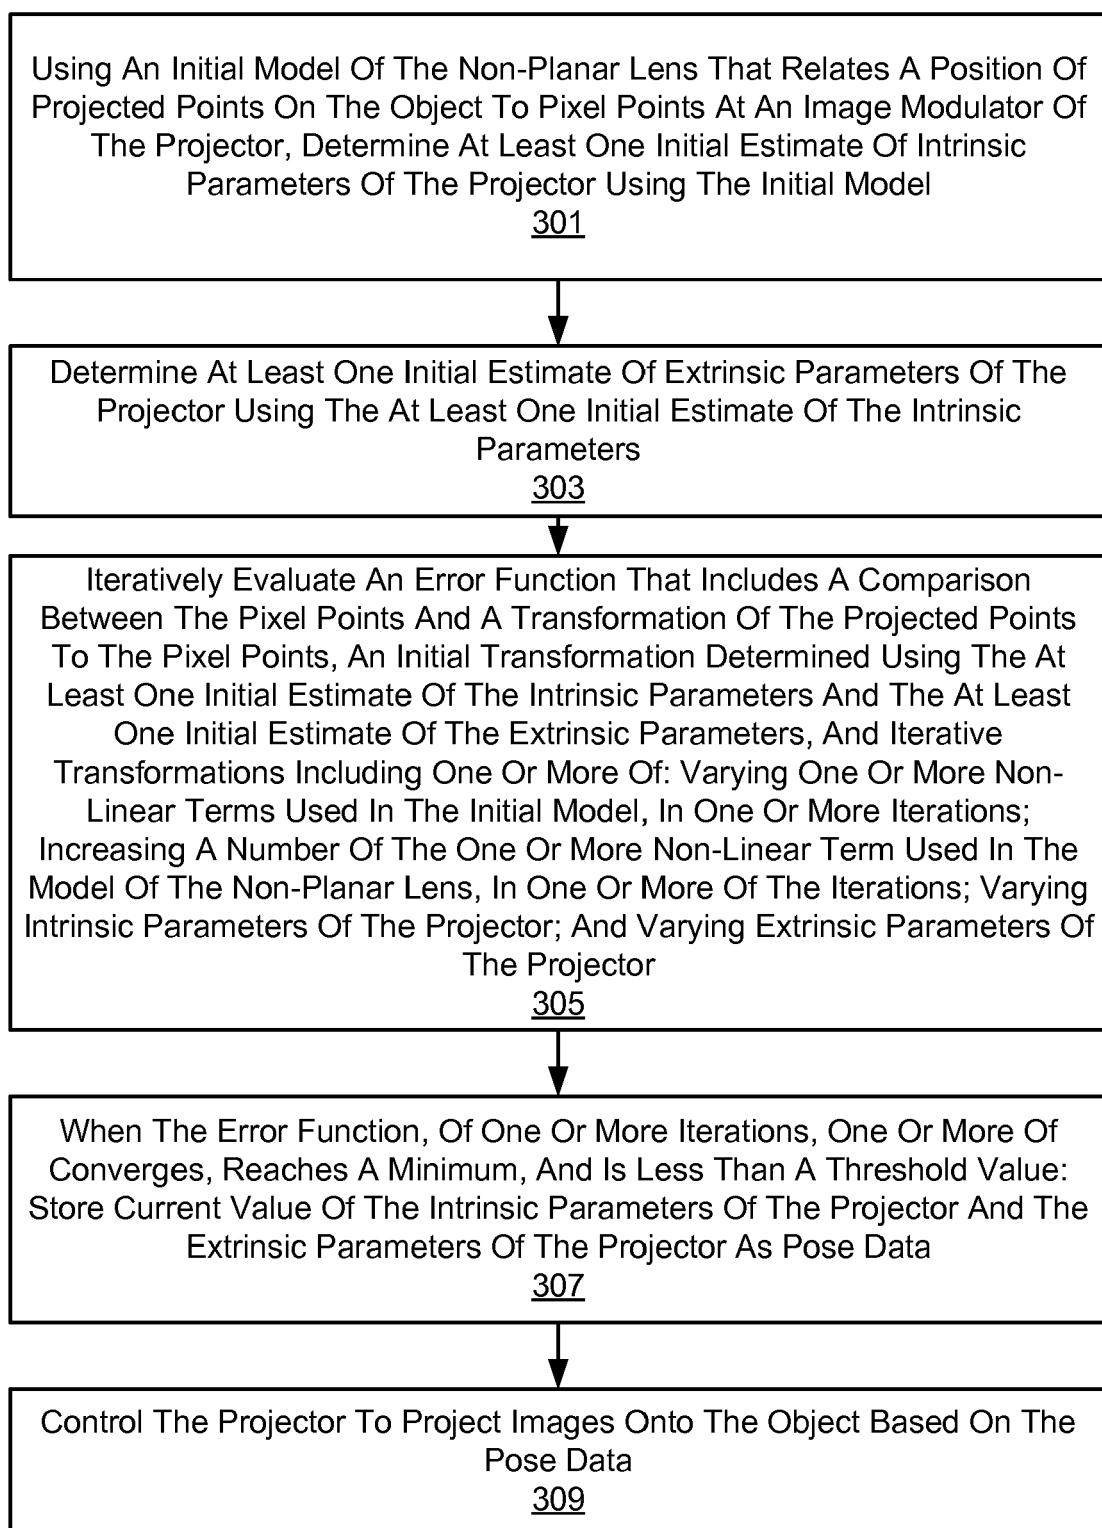 Using An Initial Model Of The Non-Planar Lens That Relates A Position Of
Projected Points On The Object To Pixel Points At An Image Modulator Of
The Projector, Determine At Least One Initial Estimate Of Intrinsic
Parameters Of The Projector Using The Initial Model
301
Determine At Least One Initial Estimate Of Extrinsic Parameters Of The
Projector Using The At Least One Initial Estimate Of The Intrinsic
Parameters
303
Iteratively Evaluate An Error Function That Includes A Comparison
Between The Pixel Points And A Transformation Of The Projected Points
To The Pixel Points, An Initial Transformation Determined Using The At
Least One Initial Estimate Of The Intrinsic Parameters And The At Least
One Initial Estimate Of The Extrinsic Parameters, And Iterative
Transformations Including One Or More Of: Varying One Or More Non-
Linear Terms Used In The Initial Model, In One Or More Iterations;
Increasing A Number Of The One Or More Non-Linear Term Used In The
Model Of The Non-Planar Lens, In One Or More Of The Iterations; Varying
Intrinsic Parameters Of The Projector; And Varying Extrinsic Parameters Of
The Projector
305
When The Error Function, Of One Or More Iterations, One Or More Of
Converges, Reaches A Minimum, And Is Less Than A Threshold Value:
Store Current Value Of The Intrinsic Parameters Of The Projector And The
Extrinsic Parameters Of The Projector As Pose Data
307
Control The Projector To Project Images Onto The Object Based On The
Pose Data
309